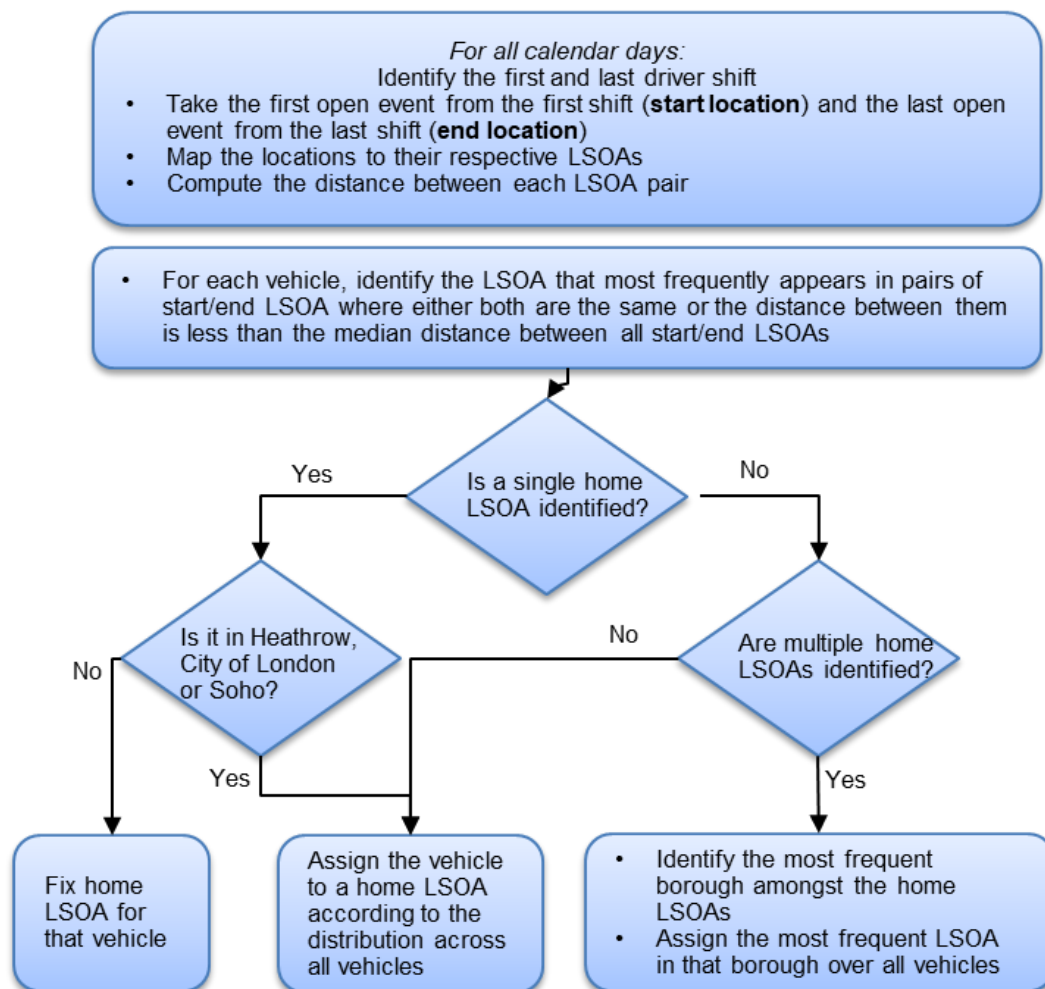 For all calendar days:
Identify the first and last driver shift
• Take the first open event from the first shift (start location) and the last open
event from the last shift (end location)
• Map the locations to their respective LSOAs
• Compute the distance between each LSOA pair
• For each vehicle, identify the LSOA that most frequently appears in pairs of
start/end LSOA where either both are the same or the distance between them
is less than the median distance between all start/end LSOAs
Is a single home
LSOA identified?
Yes
No
Is it in Heathrow,
City of London
or Soho?
Are multiple home
LSOAs identified?
No
No
Yes
Yes
Fix home
LSOA for
that vehicle
Assign the vehicle
to a home LSOA
according to the
distribution across
all vehicles
• Identify the most frequent
borough amongst the home
LSOAs
• Assign the most frequent LSOA
in that borough over all vehicles